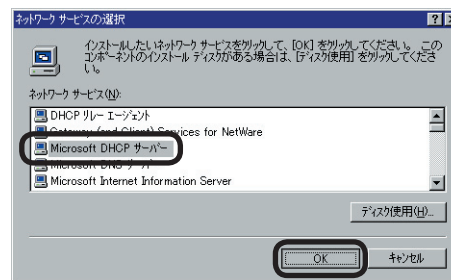 ネットワーク サービスの選択
インストールしたいネットワーク サービスをクリックして、[OK] をクリックしてください。この
コンポーネントのインストール ディスクがある場合は、[ディスク使用] をクリックしてくださ
い。
ネットワーク サービス(N):
DHCP リレー エージェント
Gateway (and Client) Services for NetWare
Microsoft DHCP サーバー
Microsoft DNS サーバー
Microsoft Internet Information Server
ディスク使用(H)...
OK
キャンセル